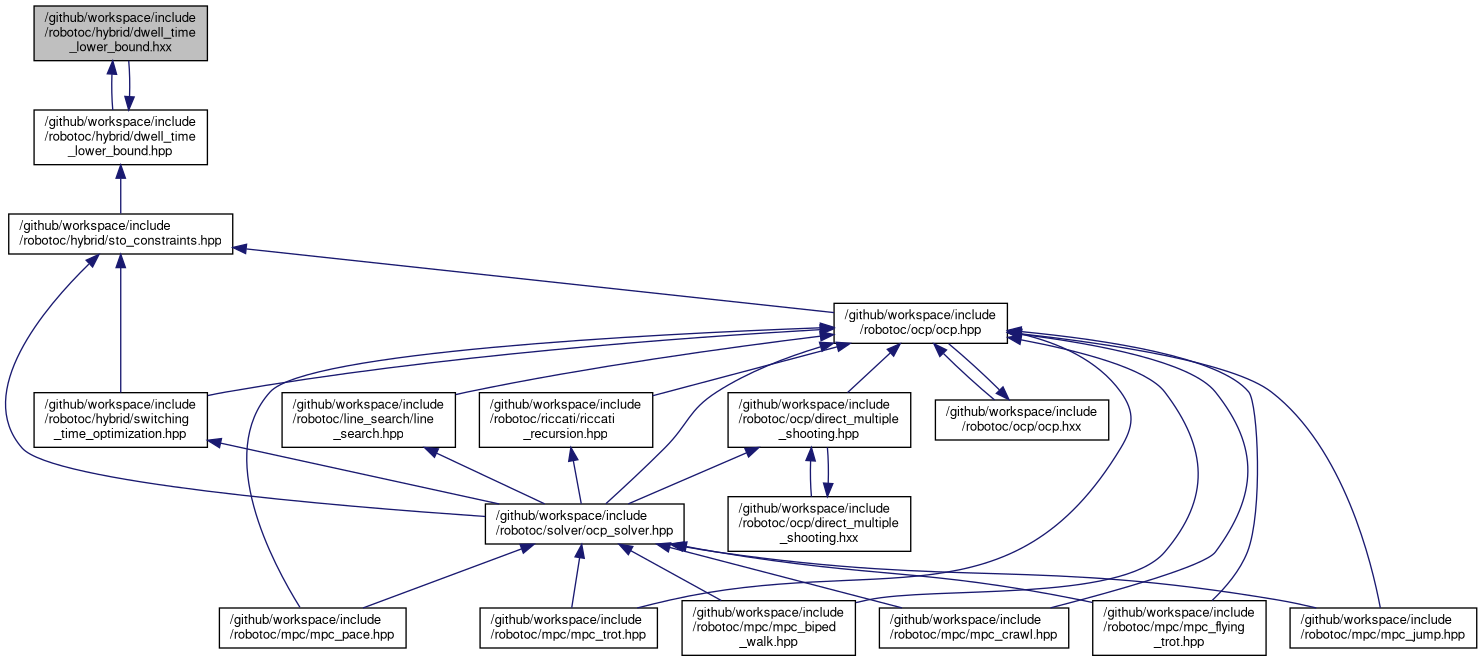 /github/workspace/include
/robotoc/hybrid/dwell_time
_lower_bound.hxx
/github/workspace/include
/robotoc/hybrid/dwell_time
_lower_bound.hpp
/github/workspace/include
/robotoc/hybrid/sto_constraints.hpp
/github/workspace/include
/robotoc/ocp/ocp.hpp
/github/workspace/include
/robotoc/hybrid/switching
_time_optimization.hpp
/github/workspace/include
/robotoc/line_search/line
_search.hpp
/github/workspace/include
/robotoc/riccati/riccati
_recursion.hpp
/github/workspace/include
/robotoc/ocp/direct_multiple
_shooting.hpp
/github/workspace/include
/robotoc/ocp/ocp.hxx
/github/workspace/include
/robotoc/solver/ocp_solver.hpp
/github/workspace/include
/robotoc/ocp/direct_multiple
_shooting.hxx
/github/workspace/include
/robotoc/mpc/mpc_pace.hpp
/github/workspace/include
/robotoc/mpc/mpc_trot.hpp
/github/workspace/include
/robotoc/mpc/mpc_biped
_walk.hpp
/github/workspace/include
/robotoc/mpc/mpc_crawl.hpp
/github/workspace/include
/robotoc/mpc/mpc_flying
_trot.hpp
/github/workspace/include
/robotoc/mpc/mpc_jump.hpp